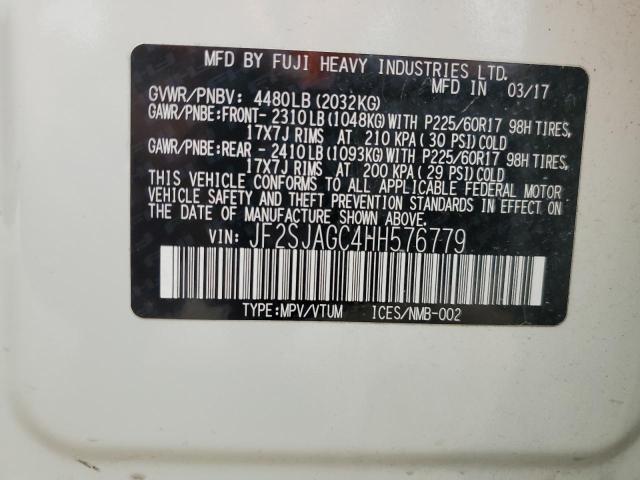 MFD BY FUJI HEAVY INDUSTRIES LTD.
MFD IN 03/17
GVWR/PNBV: 4480LB(2032KG)
GAWR/PNBE:FRONT- 2310LB(1048KG)WITH P225/60R17 98H TIRES,
17X7J RIMS AT 210 KPA(30 PSI)COLD
GAWR/PNBE:REAR - 2410LB(1093KG)WITH P225/60R17 98H TIRES,
17X7J RIMS AT 200 KPA(29 PSI)COLD
THIS VEHICLE CONFORMS TO ALL APPLICABLE FEDERAL MOTOR
VEHICLE SAFETY AND THEFT PREVENTION STANDARDS IN EFFECT ON
THE DATE OF MANUFACTURE SHOWN ABOVE.
VIN: JF2SJAGC4HH576779
TYPE:MPV/VTUM ICES/NMB-002